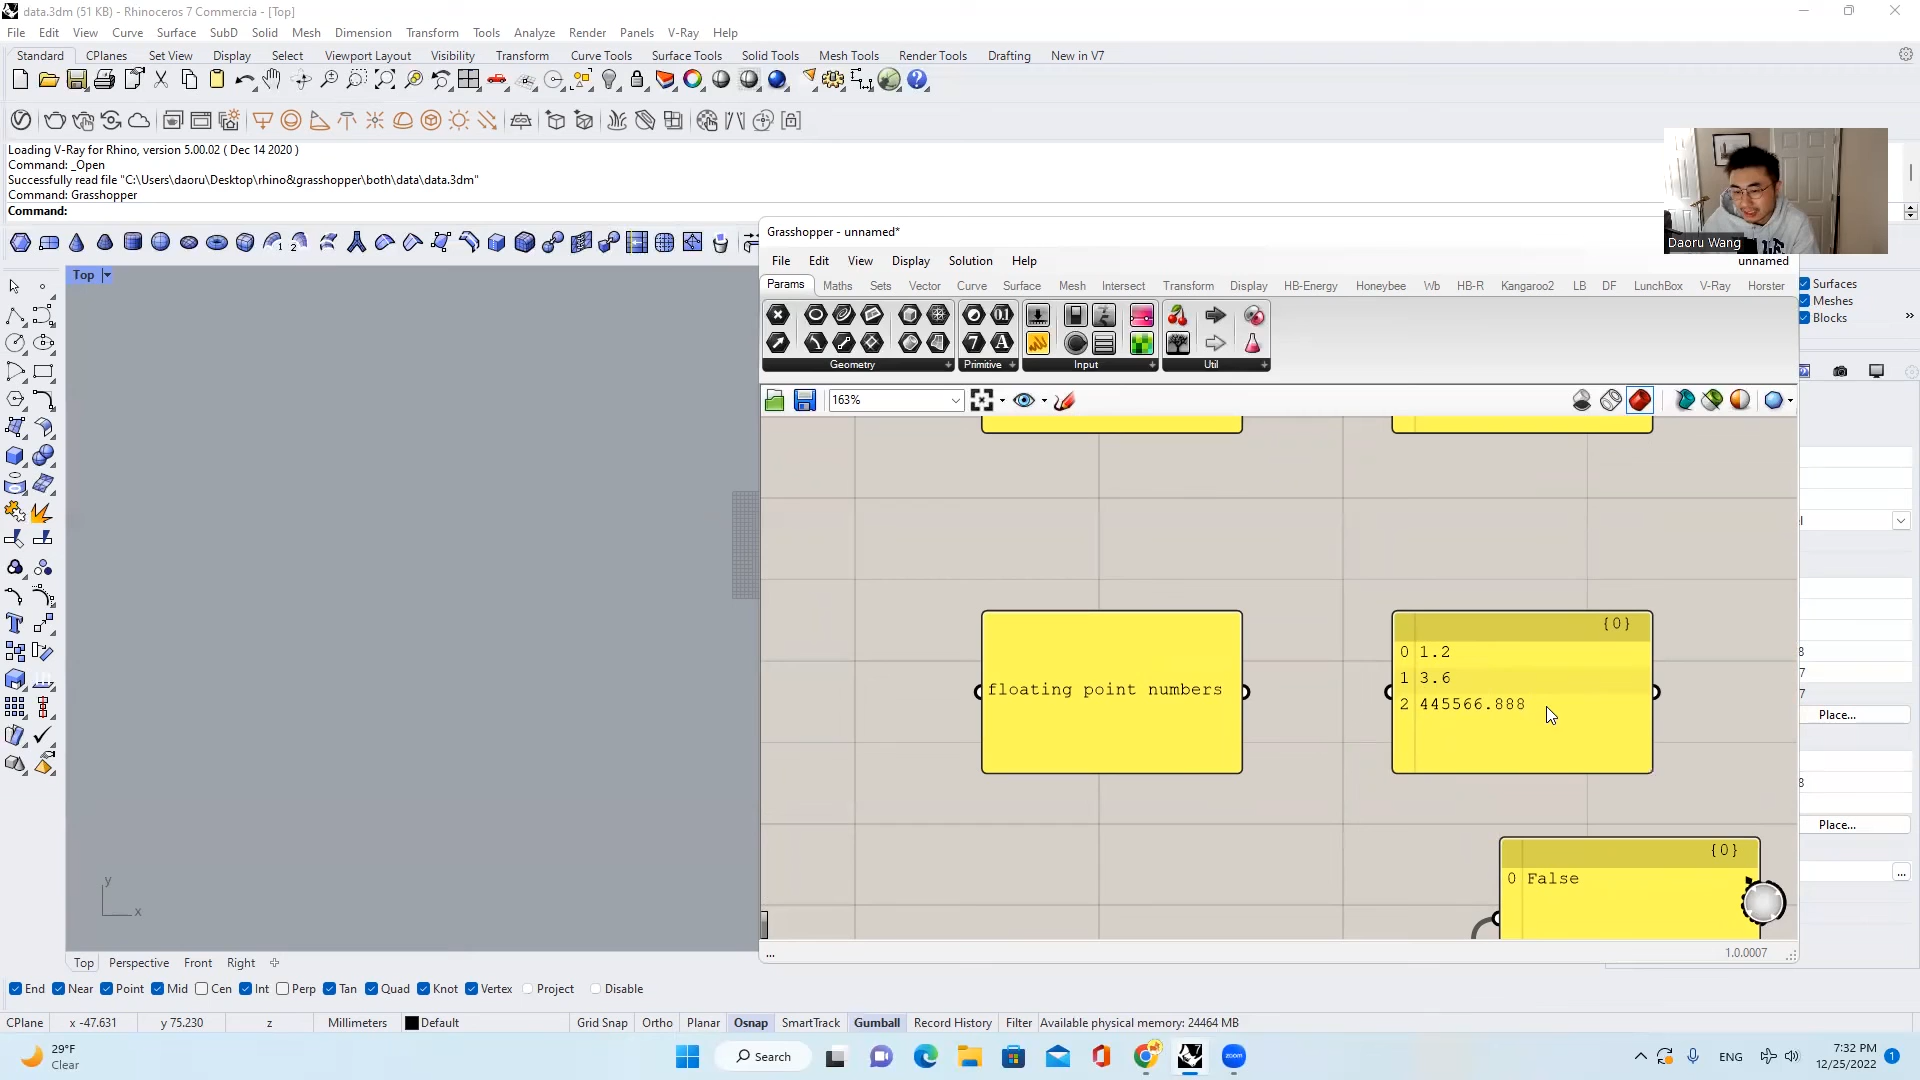 data.3dm (51 KB) - Rhinoceros 7 Commercia - [Top]
File Edit View Curve Surface SubD Solid Mesh Dimension Transform Tools Analyze Render Panels V-Ray Help
Standard CPlanes Set View Display Select Viewport Layout Visibility Transform Curve Tools Surface Tools Solid Tools Mesh Tools Render Tools Drafting New in V7
Loading V-Ray for Rhino, version 5.00.02 ( Dec 14 2020 )
Command: _Open
Successfully read file "C:\Users\daoru\Desktop\rhino&grasshopper\both\data\data.3dm"
Command: Grasshopper
Command:
Daoru Wang
Grasshopper - unnamed*
File Edit View Display Solution Help
unnamed
Params Maths Sets Vector Curve Surface Mesh Intersect Transform Display HB-Energy Honeybee Wb HB-R Kangaroo2 LB DF LunchBox V-Ray Horster
Geometry Primitive Input Util
163%
Top
Surfaces
Meshes
Blocks
floating point numbers
{0}
0 1.2
1 3.6
2 445566.888
{0}
0 False
Place...
Place...
...
...
1.0.0007
y
x
Top Perspective Front Right
End Near Point Mid Cen Int Perp Tan Quad Knot Vertex Project Disable
CPlane x -47.631 y 75.230 z Millimeters Default Grid Snap Ortho Planar Osnap SmartTrack Gumball Record History Filter Available physical memory: 24464 MB
29°F
Clear
Search
zoom
ENG
7:32 PM
12/25/2022
1